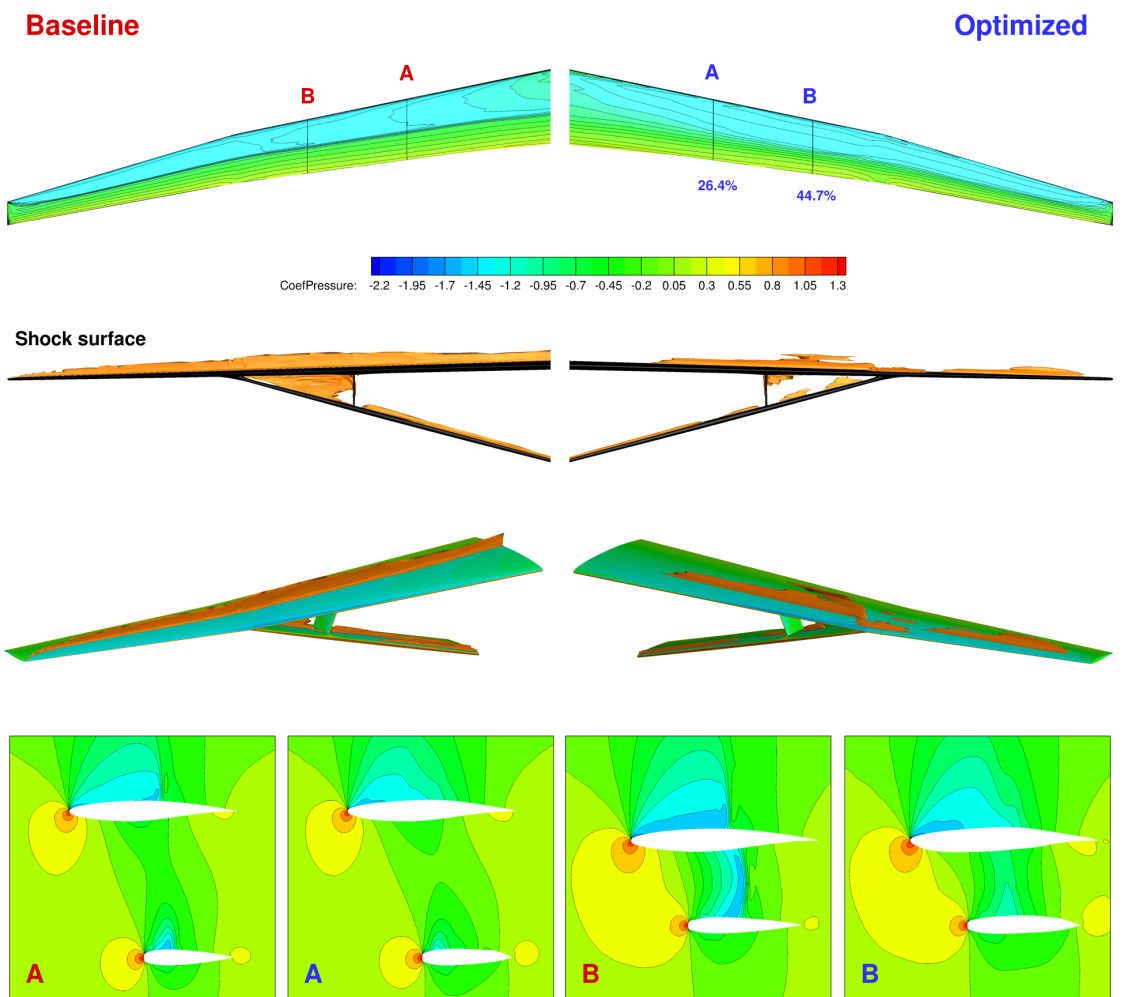 Baseline
Optimized
A
B
A
B
26.4%
44.7%
CoefPressure: -2.2 -1.95 -1.7 -1.45 -1.2 -0.95 -0.7 -0.45 -0.2 0.05 0.3 0.55 0.8 1.05 1.3
Shock surface
A
A
B
B